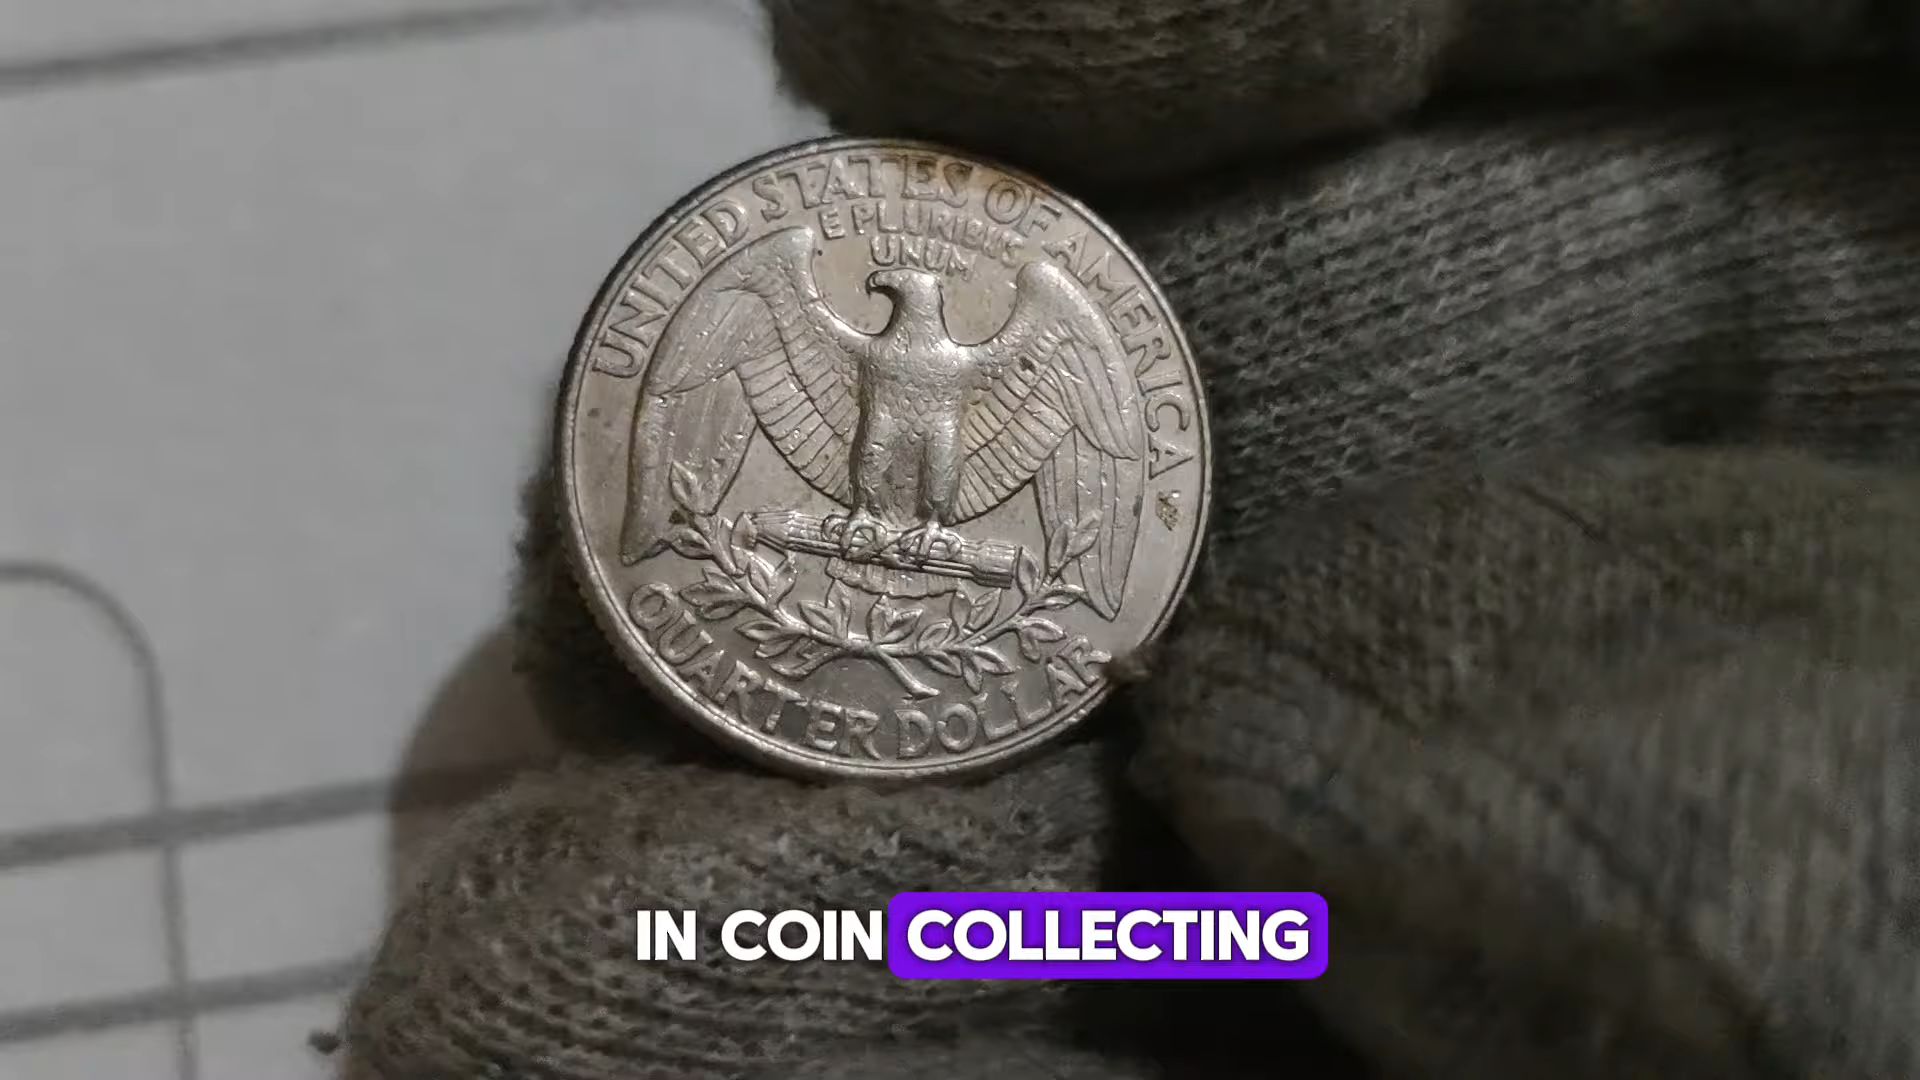 UNITED STATES OF AMERICA
E PLURIBUS
UNUM
QUARTER DOLLAR
IN COIN COLLECTING